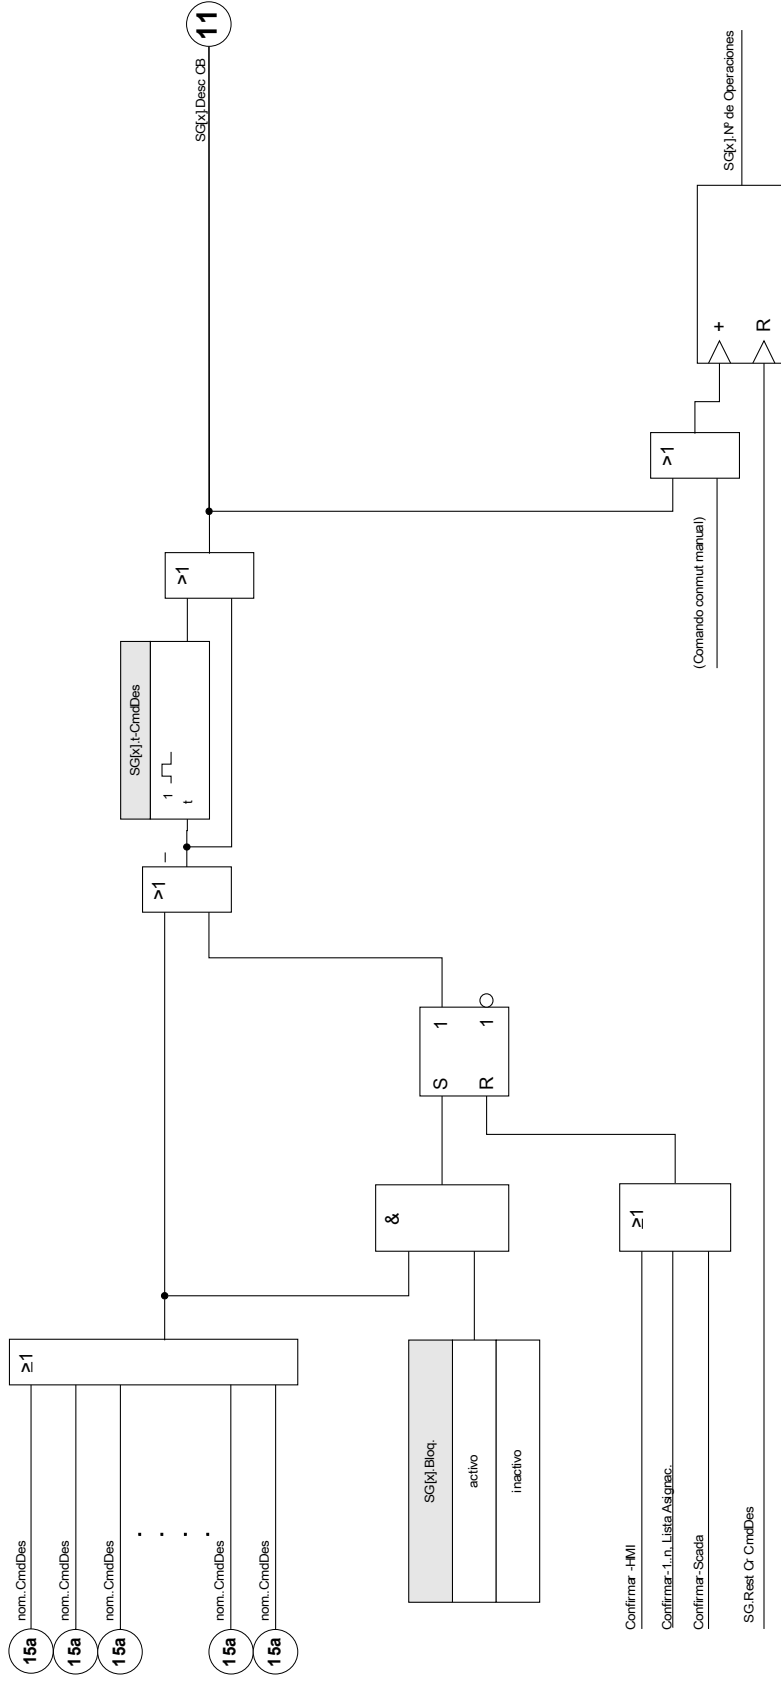 15a
nom..CmdDes
15a
nom..CmdDes
15a
nom..CmdDes
. . . .
15a
nom..CmdDes
15a
nom..CmdDes
≥1
SG[x].Bloq.
activo
inactivo
&
S 1
R 1
Confirmar -HMI
Confirmar-1..n, Lista Asignac.
Confirmar-Scada
≥1
SG.Rest Cr CmdDes
>1
SG[x].t-CmdDes
1
t
>1
SG[x].Desc CB
11
(Comando conmut manual)
>1
+
R
SG[x].Nº de Operaciones